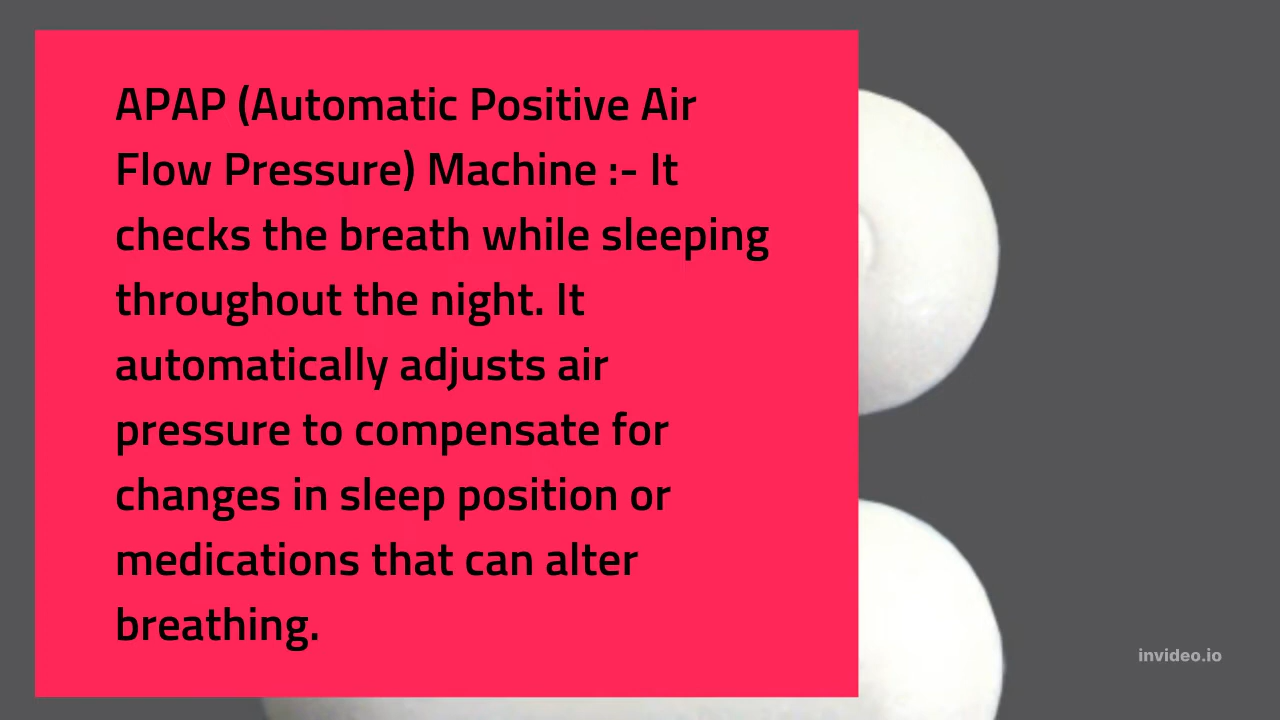 APAP (Automatic Positive Air
Flow Pressure) Machine :- It
checks the breath while sleeping
throughout the night. It
automatically adjusts air
pressure to compensate for
changes in sleep position or
medications that can alter
breathing.
invideo.io